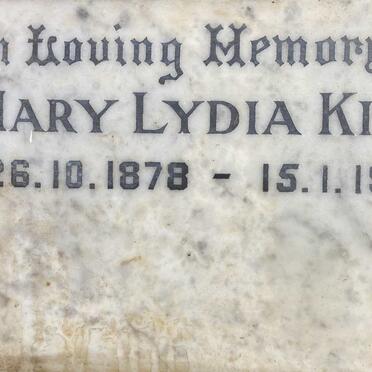 n Loving Memory
MARY LYDIA KI
26.10.1878 - 15.1.19